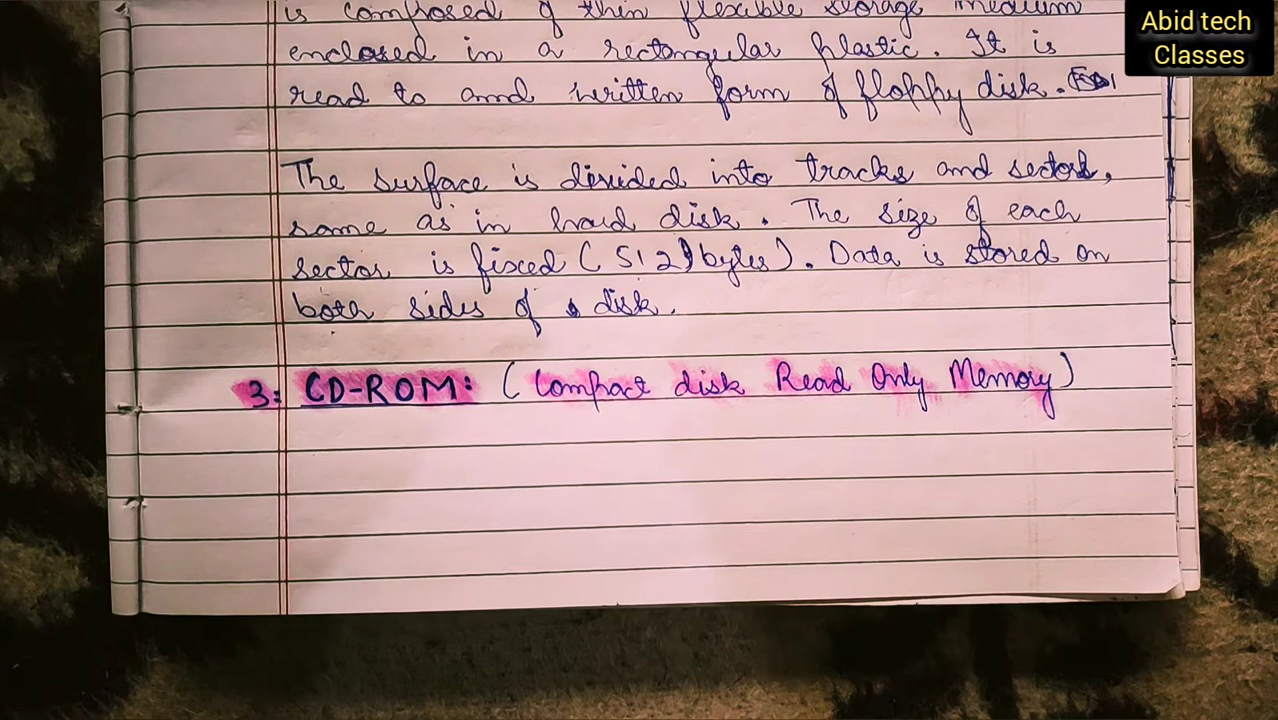 is composed of thin flexible storage medium
enclosed in a rectangular plastic. It is
read to and written form of floppy disk.
The surface is divided into tracks and sectors,
same as in hard disk. The size of each
sector is fixed (512) bytes). Data is stored on
both sides of disk.
3: CD-ROM: (Compact disk Read Only Memory)
Abid tech
Classes